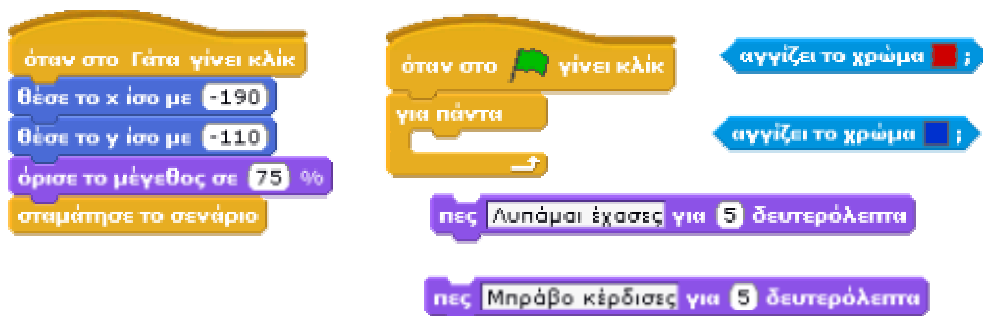 όταν στο Γάτα γίνει κλίκ
θέσε το x ίσο με -190
θέσε το y ίσο με -110
όρισε το μέγεθος σε 75 %
σταμάτησε το σενάριο
όταν στο γίνει κλίκ
για πάντα
αγγίζει το χρώμα ;
αγγίζει το χρώμα ;
πες Λυπάμαι έχασες για 5 δευτερόλεπτα
πες Μπράβο κέρδισες για 5 δευτερόλεπτα